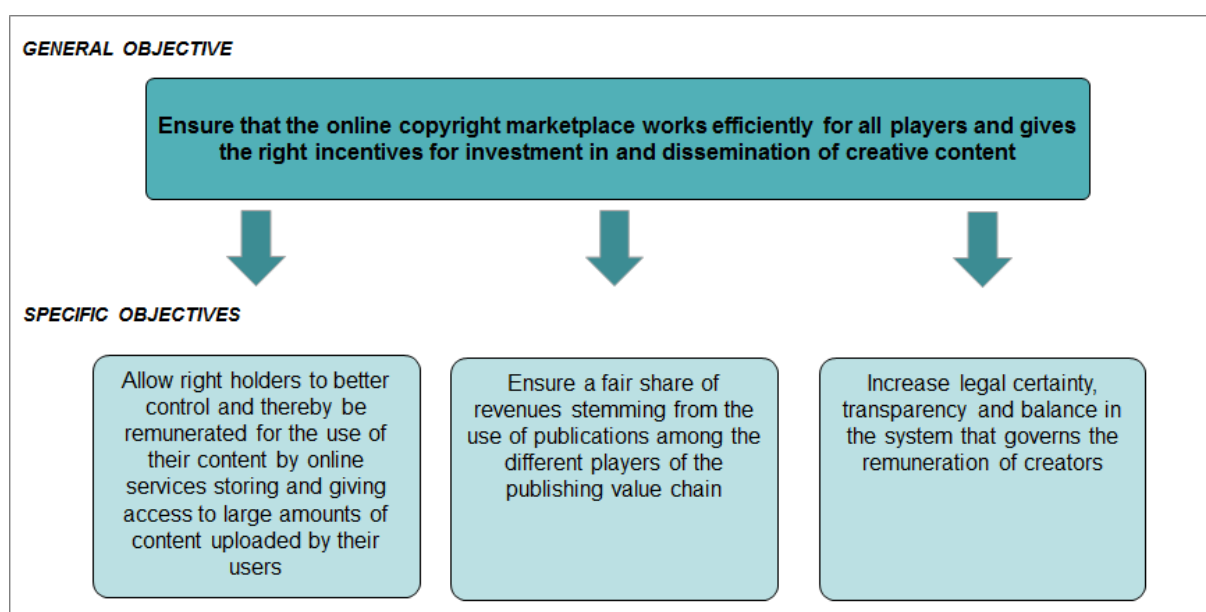 GENERAL OBJECTIVE
Ensure that the online copyright marketplace works efficiently for all players and gives
the right incentives for investment in and dissemination of creative content
SPECIFIC OBJECTIVES
Allow right holders to better
control and thereby be
remunerated for the use of
their content by online
services storing and giving
access to large amounts of
content uploaded by their
users
Ensure a fair share of
revenues stemming from the
use of publications among the
different players of the
publishing value chain
Increase legal certainty,
transparency and balance in
the system that governs the
remuneration of creators